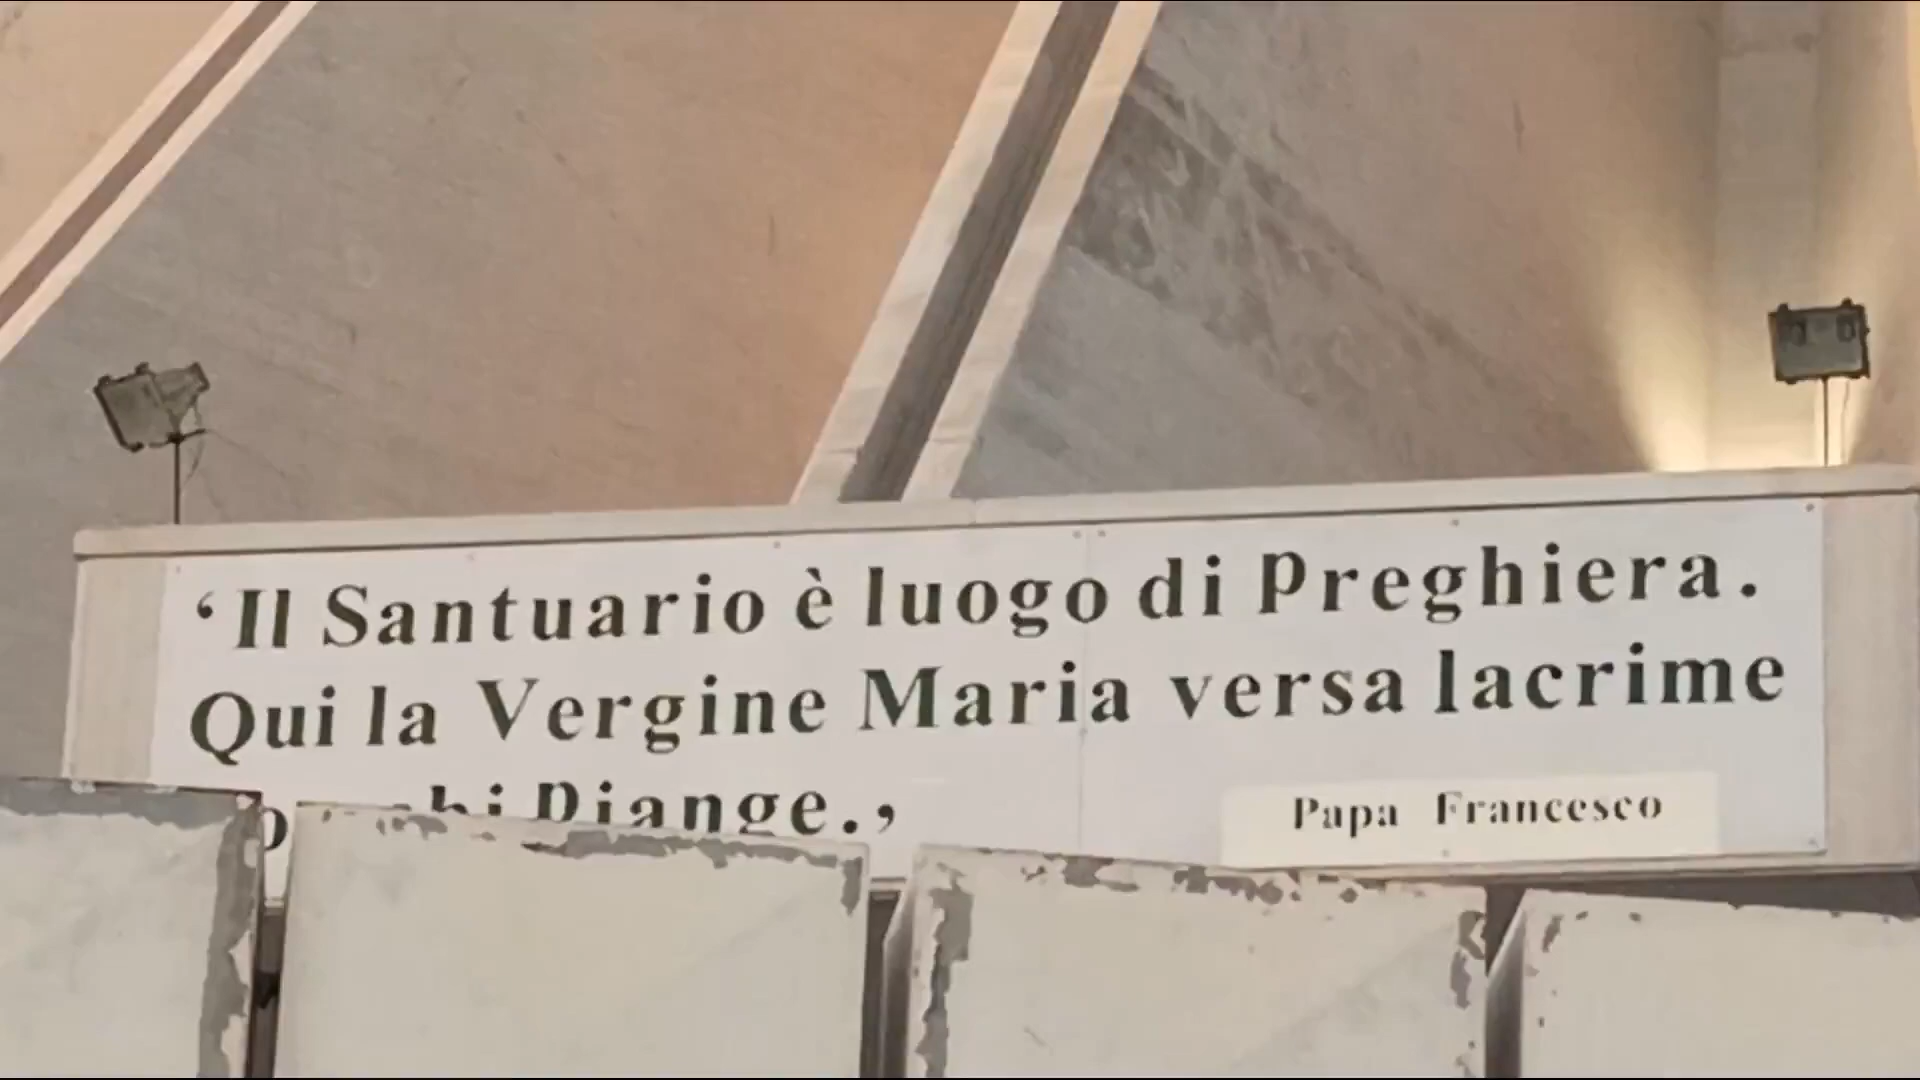 ‘Il Santuario è luogo di Preghiera.
Qui la Vergine Maria versa lacrime
Piange.’
Papa Francesco